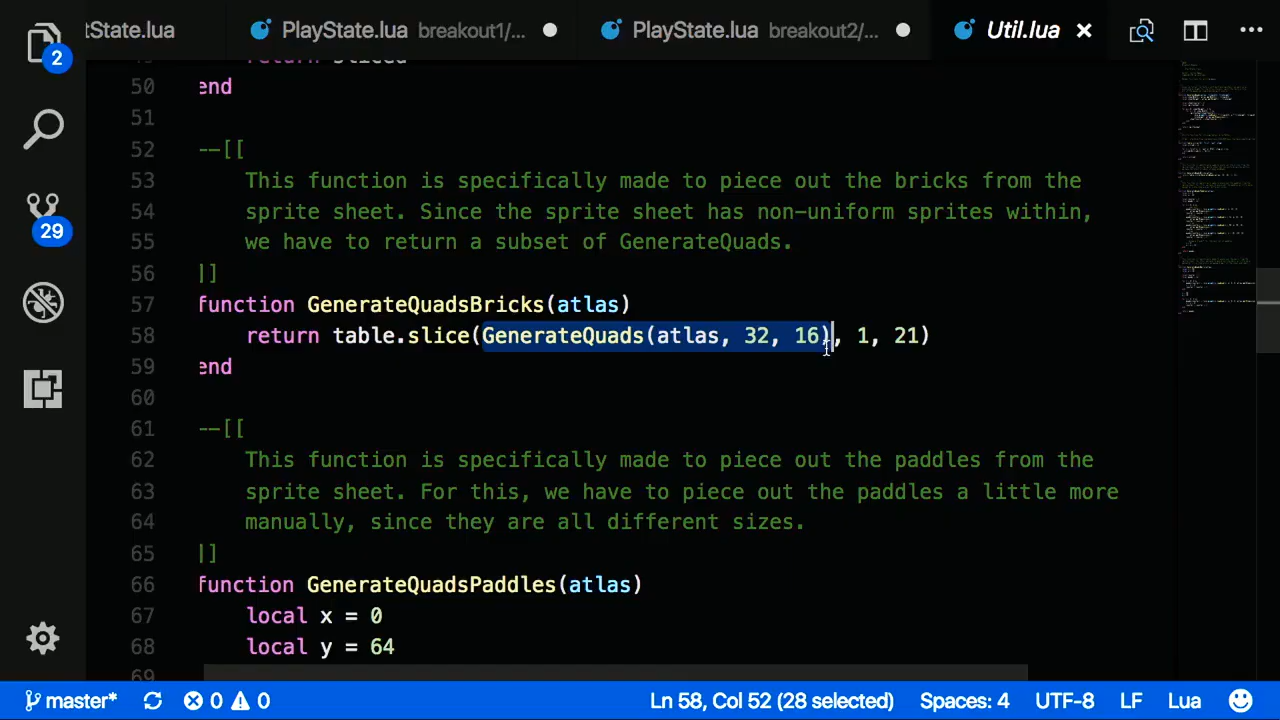 tState.lua PlayState.lua breakout1/... PlayState.lua breakout2/... Util.lua
2
return sliced
50 end
51
52 --[[
53 This function is specifically made to piece out the bricks from the
54 sprite sheet. Since the sprite sheet has non-uniform sprites within,
55 we have to return a subset of GenerateQuads.
56 ]]
57 function GenerateQuadsBricks(atlas)
58 return table.slice(GenerateQuads(atlas, 32, 16), 1, 21)
59 end
60
61 --[[
62 This function is specifically made to piece out the paddles from the
63 sprite sheet. For this, we have to piece out the paddles a little more
64 manually, since they are all different sizes.
65 ]]
66 function GenerateQuadsPaddles(atlas)
67 local x = 0
68 local y = 64
69
29
master* 0 0 Ln 58, Col 52 (28 selected) Spaces: 4 UTF-8 LF Lua